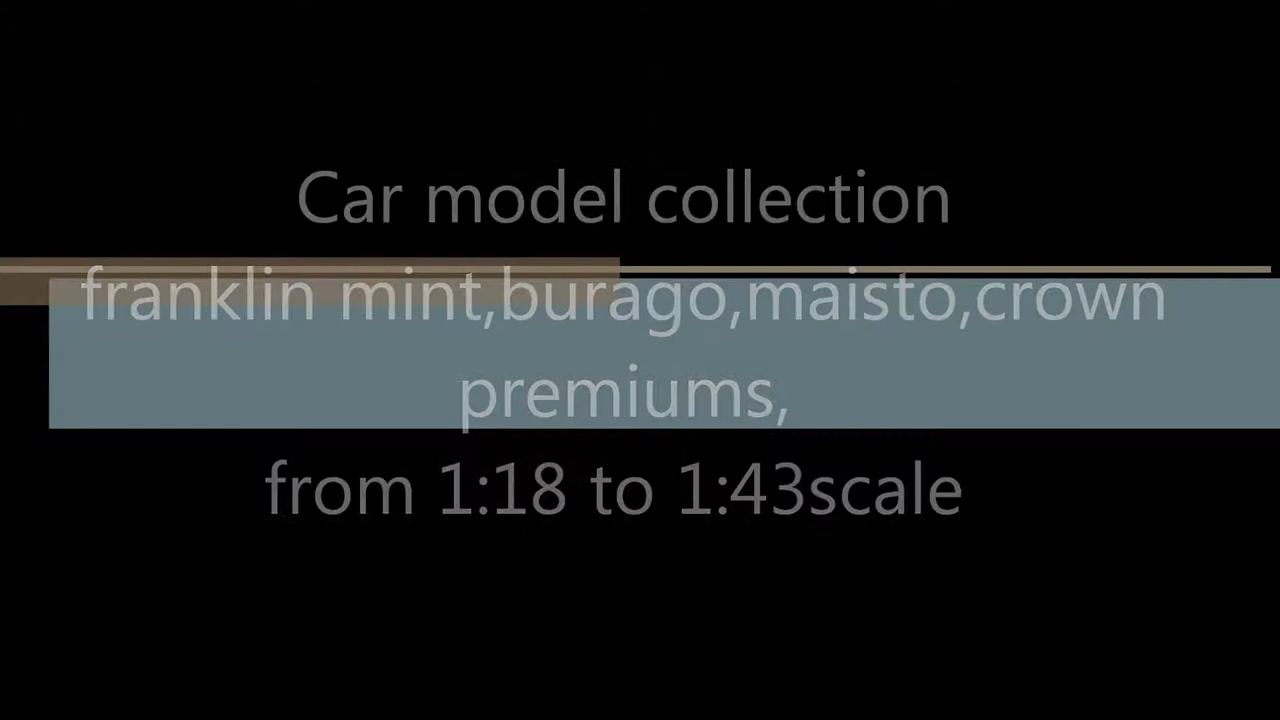 Car model collection
franklin mint,burago,maisto,crown
premiums,
from 1:18 to 1:43scale